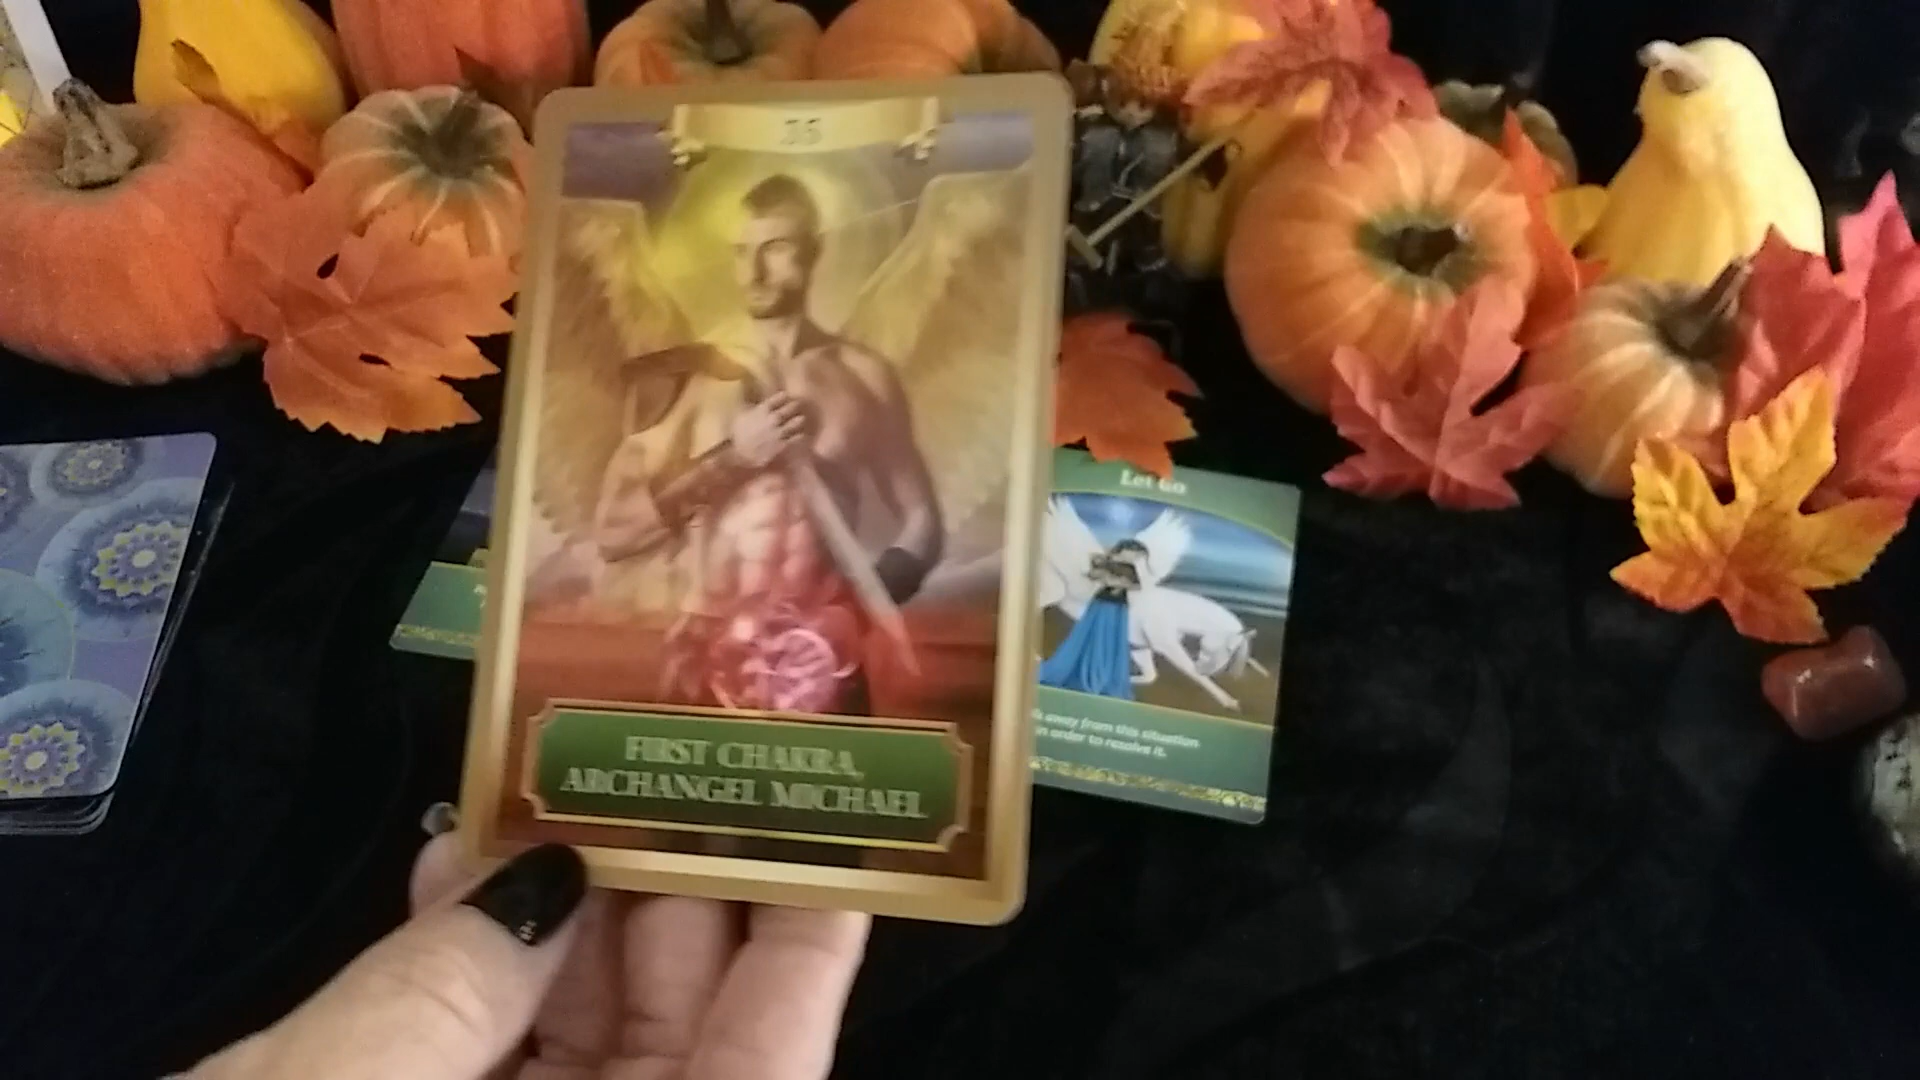 FIRST CHAKRA,
ARCHANGEL MICHAEL
Let Go
away from this situation
in order to resolve it.